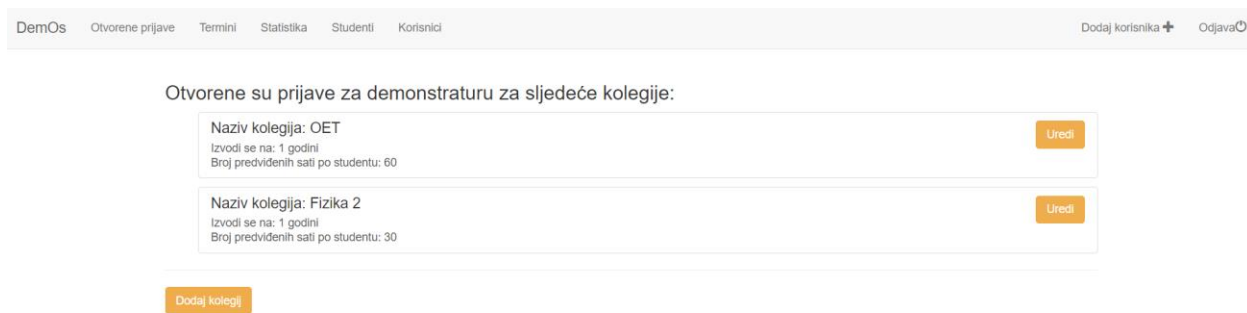 DemOs Otvorene prijave Termini Statistika Studenti Korisnici Dodaj korisnika Odjava
Otvorene su prijave za demonstraturu za sljedeće kolegije:
Naziv kolegija: OET
Uredi
Izvodi se na: 1 godini
Broj predviđenih sati po studentu: 60
Naziv kolegija: Fizika 2
Uredi
Izvodi se na: 1 godini
Broj predviđenih sati po studentu: 30
Dodaj kolegij